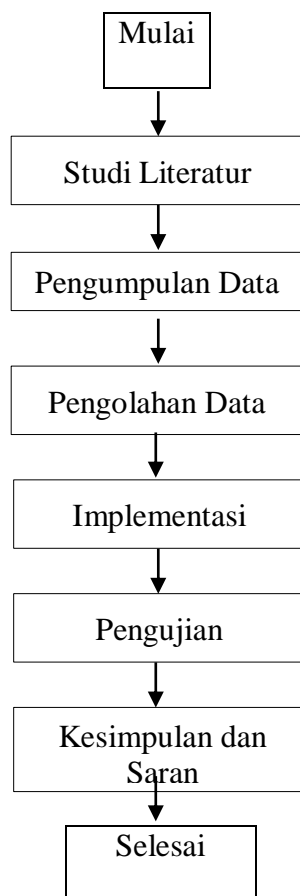 Mulai
Studi Literatur
Pengumpulan Data
Pengolahan Data
Implementasi
Pengujian
Kesimpulan dan
Saran
Selesai